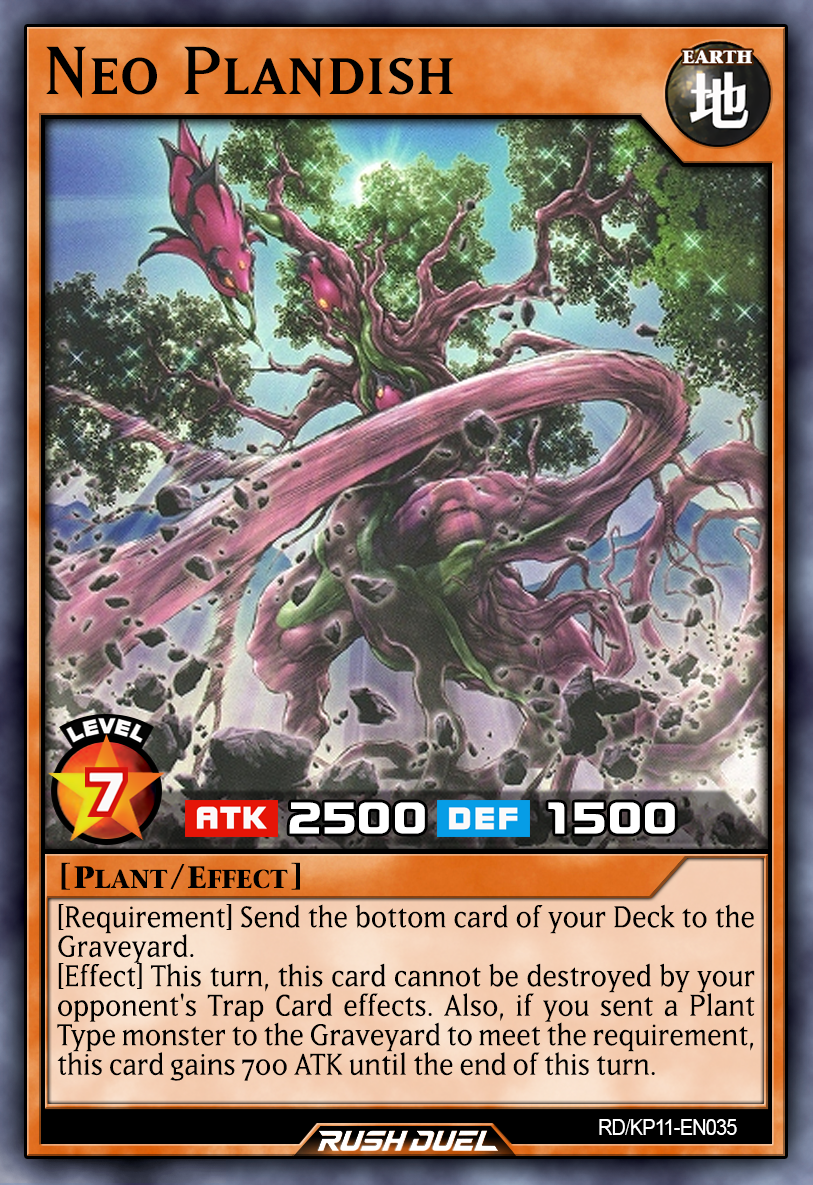 Neo Plandish
EARTH
地
LEVEL
7
ATK 2500 DEF 1500
[Plant/Effect]
[Requirement] Send the bottom card of your Deck to the
Graveyard.
[Effect] This turn, this card cannot be destroyed by your
opponent's Trap Card effects. Also, if you sent a Plant
Type monster to the Graveyard to meet the requirement,
this card gains 700 ATK until the end of this turn.
RD/KP11-EN035
RUSH DUEL